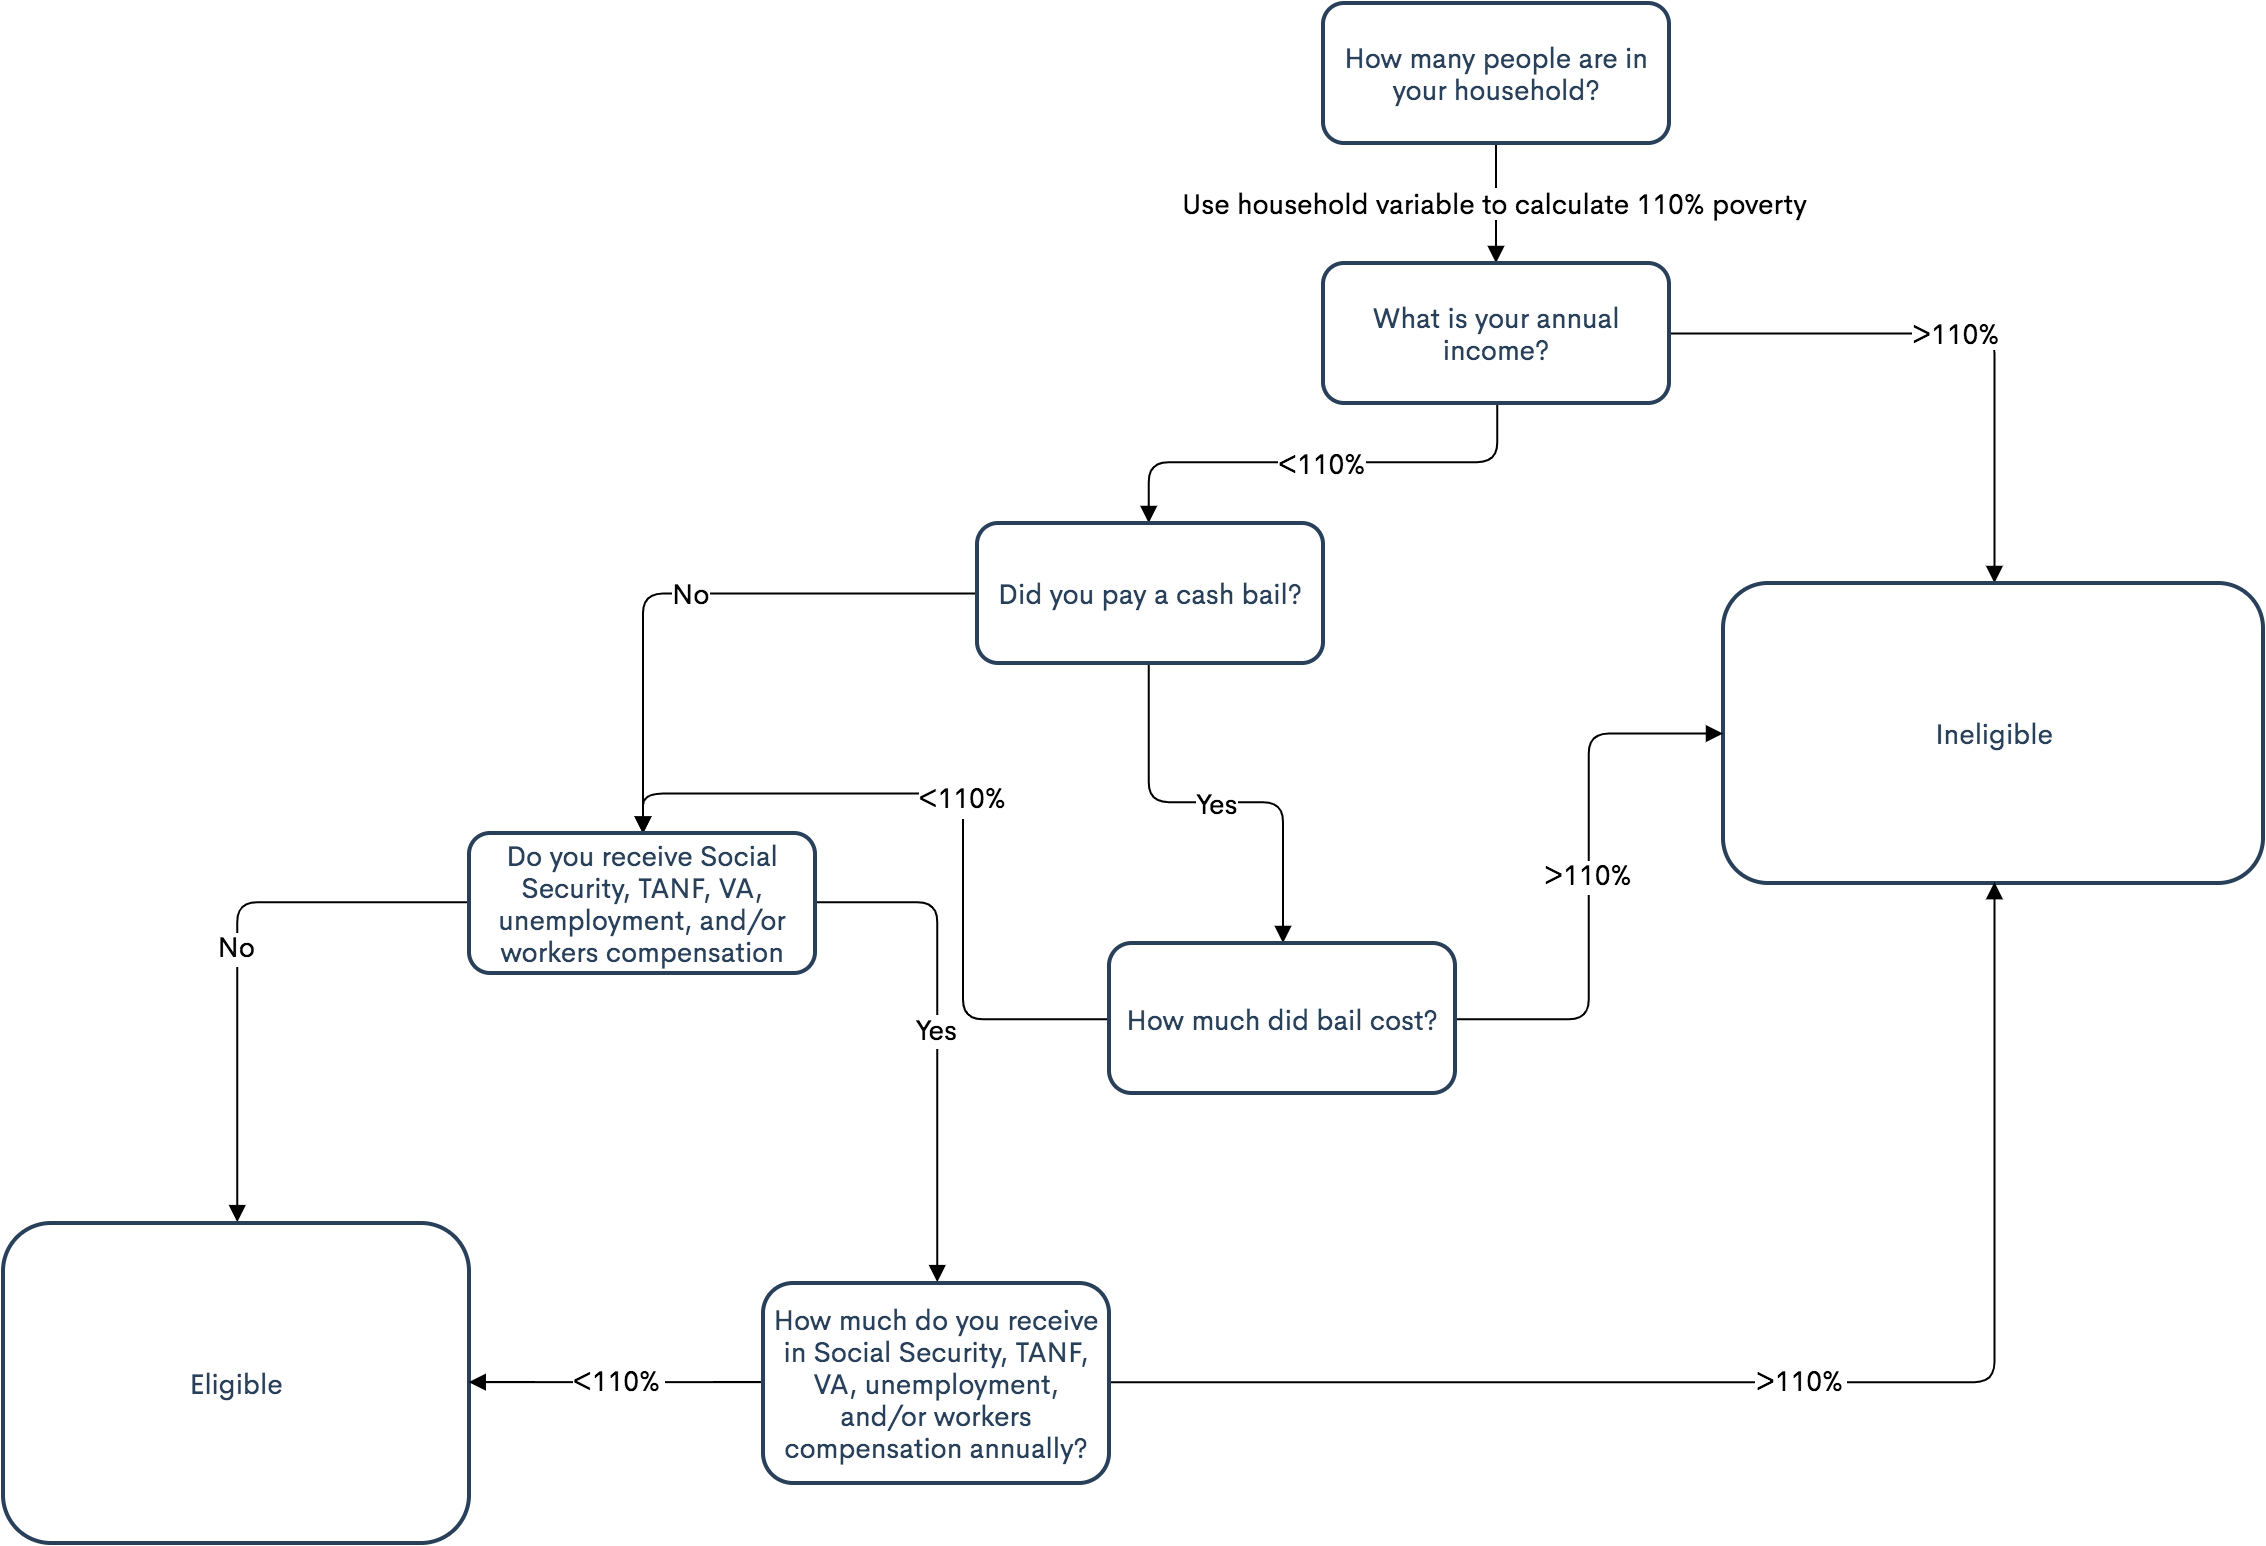 How many people are in
your household?
Use household variable to calculate 110% poverty
What is your annual
income?
>110%
<110%
Did you pay a cash bail?
No
Yes
Ineligible
<110%
>110%
Do you receive Social
Security, TANF, VA,
unemployment, and/or
workers compensation
No
Yes
How much did bail cost?
How much do you receive
in Social Security, TANF,
VA, unemployment,
and/or workers
compensation annually?
Eligible
<110%
>110%